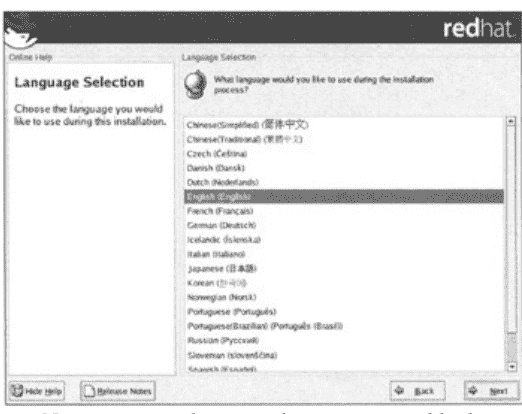 redhat.
Online Help
Language Selection
Choose the language you would
like to use during this installation.
Language Selection
What language would you like to use during the installation
process?
Chinese(Simplified) (简体中文)
Chinese(Traditional) (繁體中文)
Czech (Čeština)
Danish (Dansk)
Dutch (Nederlands)
English (English)
French (Français)
German (Deutsch)
Icelandic (Íslenska)
Italian (Italiano)
Japanese (日本語)
Korean (한국어)
Norwegian (Norsk)
Portuguese (Português)
Portuguese(Brazilian) (Português (Brasil))
Russian (Русский)
Slovenian (slovenščina)
Spanish (Español)
Hide Help
Release Notes
Back
Next